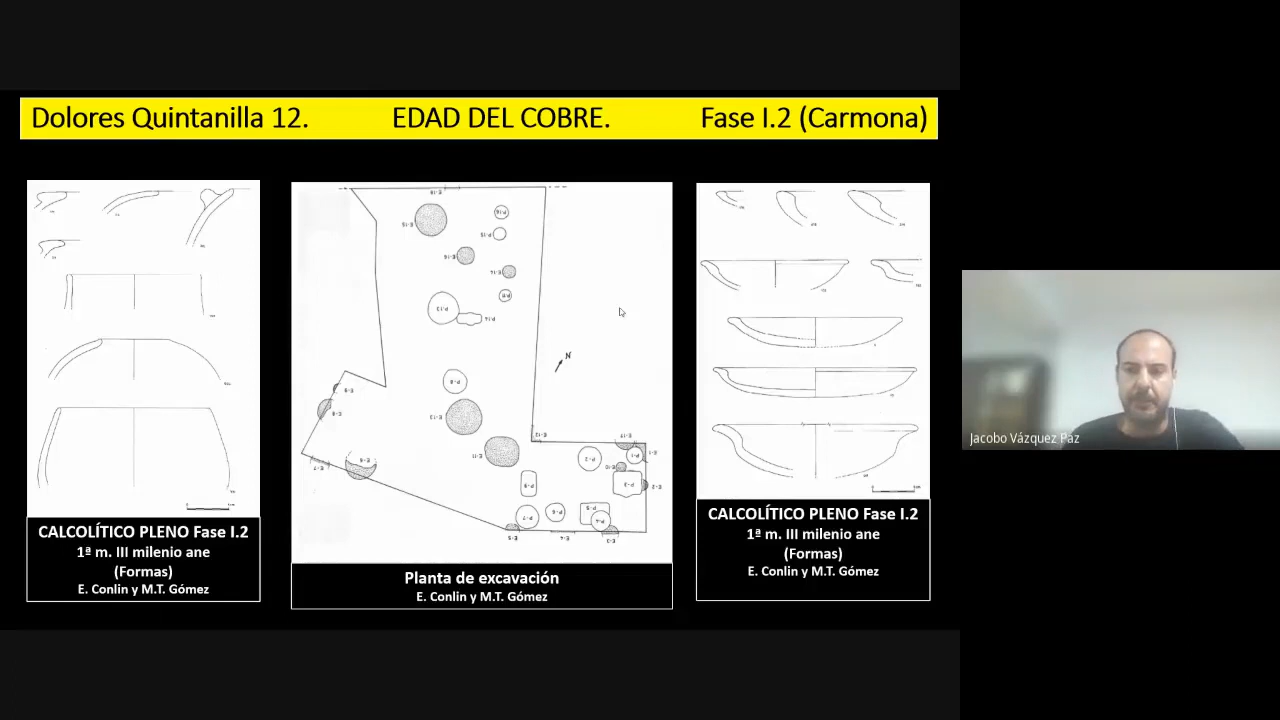 Dolores Quintanilla 12. EDAD DEL COBRE. Fase I.2 (Carmona)
CALCOLÍTICO PLENO Fase I.2
1ª m. III milenio ane
(Formas)
E. Conlin y M.T. Gómez
N
Planta de excavación
E. Conlin y M.T. Gómez
CALCOLÍTICO PLENO Fase I.2
1ª m. III milenio ane
(Formas)
E. Conlin y M.T. Gómez
Jacobo Vázquez Paz